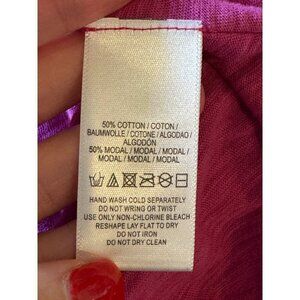 50% COTTON / COTON /
BAUMWOLLE / COTONE / ALGODAO /
ALGODÓN
50% MODAL / MODAL / MODAL /
MODAL / MODAL / MODAL
HAND WASH COLD SEPARATELY
DO NOT WRING OR TWIST
USE ONLY NON-CHLORINE BLEACH
RESHAPE LAY FLAT TO DRY
DO NOT IRON
DO NOT DRY CLEAN